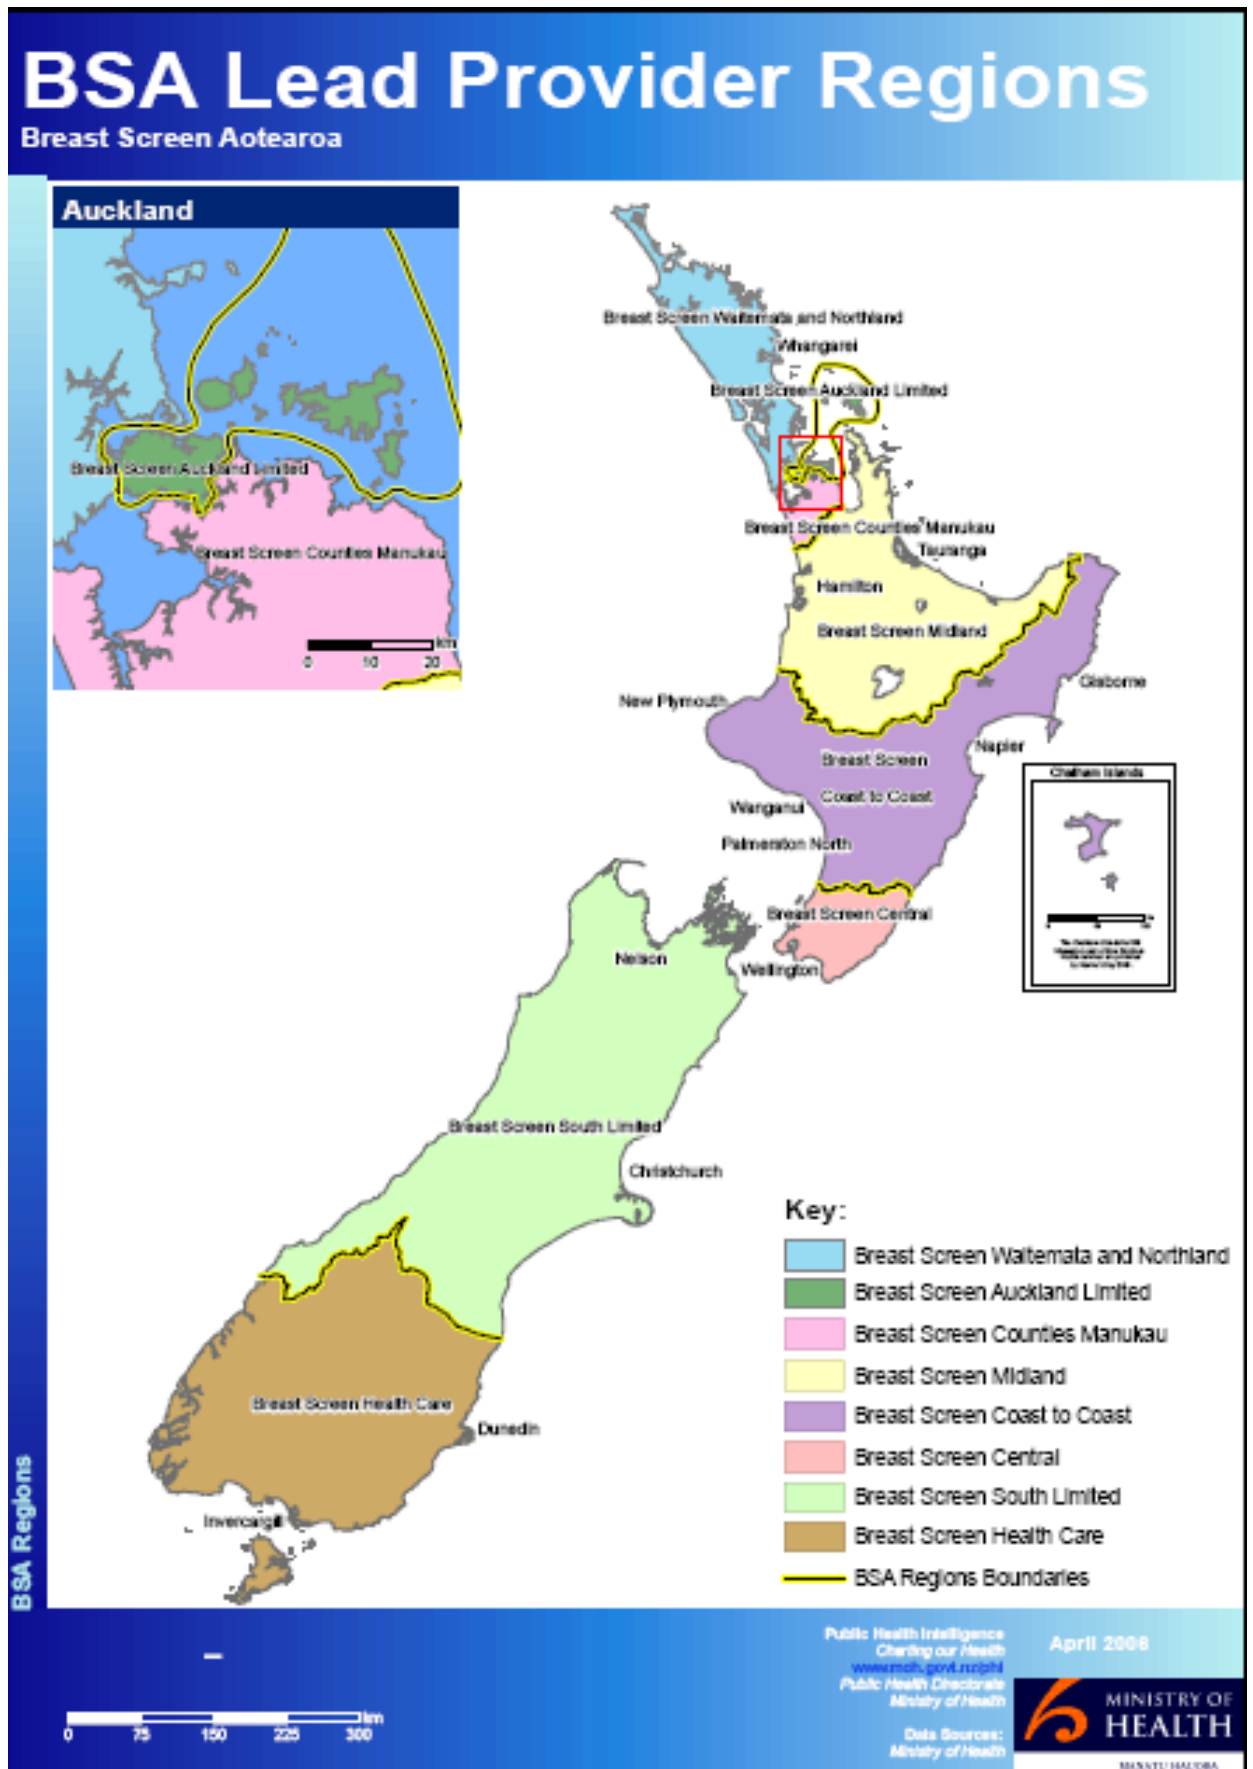 BSA Lead Provider Regions
Breast Screen Aotearoa
Auckland
Breast Screen Auckland Limited
Breast Screen Counties Manukau
km
0 10 20
Breast Screen Waitemata and Northland
Whangarei
Breast Screen Auckland Limited
Breast Screen Counties Manukau
Tauranga
Hamilton
Breast Screen Midland
Gisborne
New Plymouth
Napier
Breast Screen
Coast to Coast
Wanganui
Palmerston North
Chatham Islands
Breast Screen Central
Nelson
Wellington
Breast Screen South Limited
Christchurch
Breast Screen Health Care
Dunedin
Invercargill
Key:
Breast Screen Waitemata and Northland
Breast Screen Auckland Limited
Breast Screen Counties Manukau
Breast Screen Midland
Breast Screen Coast to Coast
Breast Screen Central
Breast Screen South Limited
Breast Screen Health Care
BSA Regions Boundaries
BSA Regions
km
0 75 150 225 300
Public Health Intelligence
Charting our Health
www.moh.govt.nz/phi
Public Health Directorate
Ministry of Health
Data Sources:
Ministry of Health
April 2008
MINISTRY OF
HEALTH